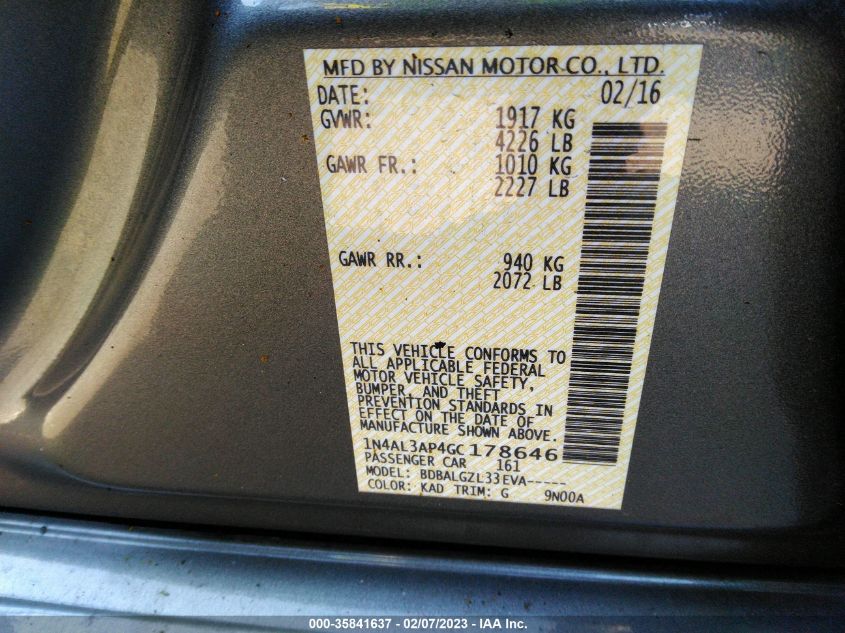 MFD BY NISSAN MOTOR CO., LTD.
DATE: 02/16
GVWR: 1917 KG
4226 LB
GAWR FR.: 1010 KG
2227 LB
GAWR RR.: 940 KG
2072 LB
THIS VEHICLE CONFORMS TO
ALL APPLICABLE FEDERAL
MOTOR VEHICLE SAFETY,
BUMPER, AND THEFT
PREVENTION STANDARDS IN
EFFECT ON THE DATE OF
MANUFACTURE SHOWN ABOVE.
1N4AL3AP4GC178646
PASSENGER CAR 161
MODEL: BDBALGZL33EVA-----
COLOR: KAD TRIM: G 9N00A
000-35841637 - 02/07/2023 - IAA Inc.